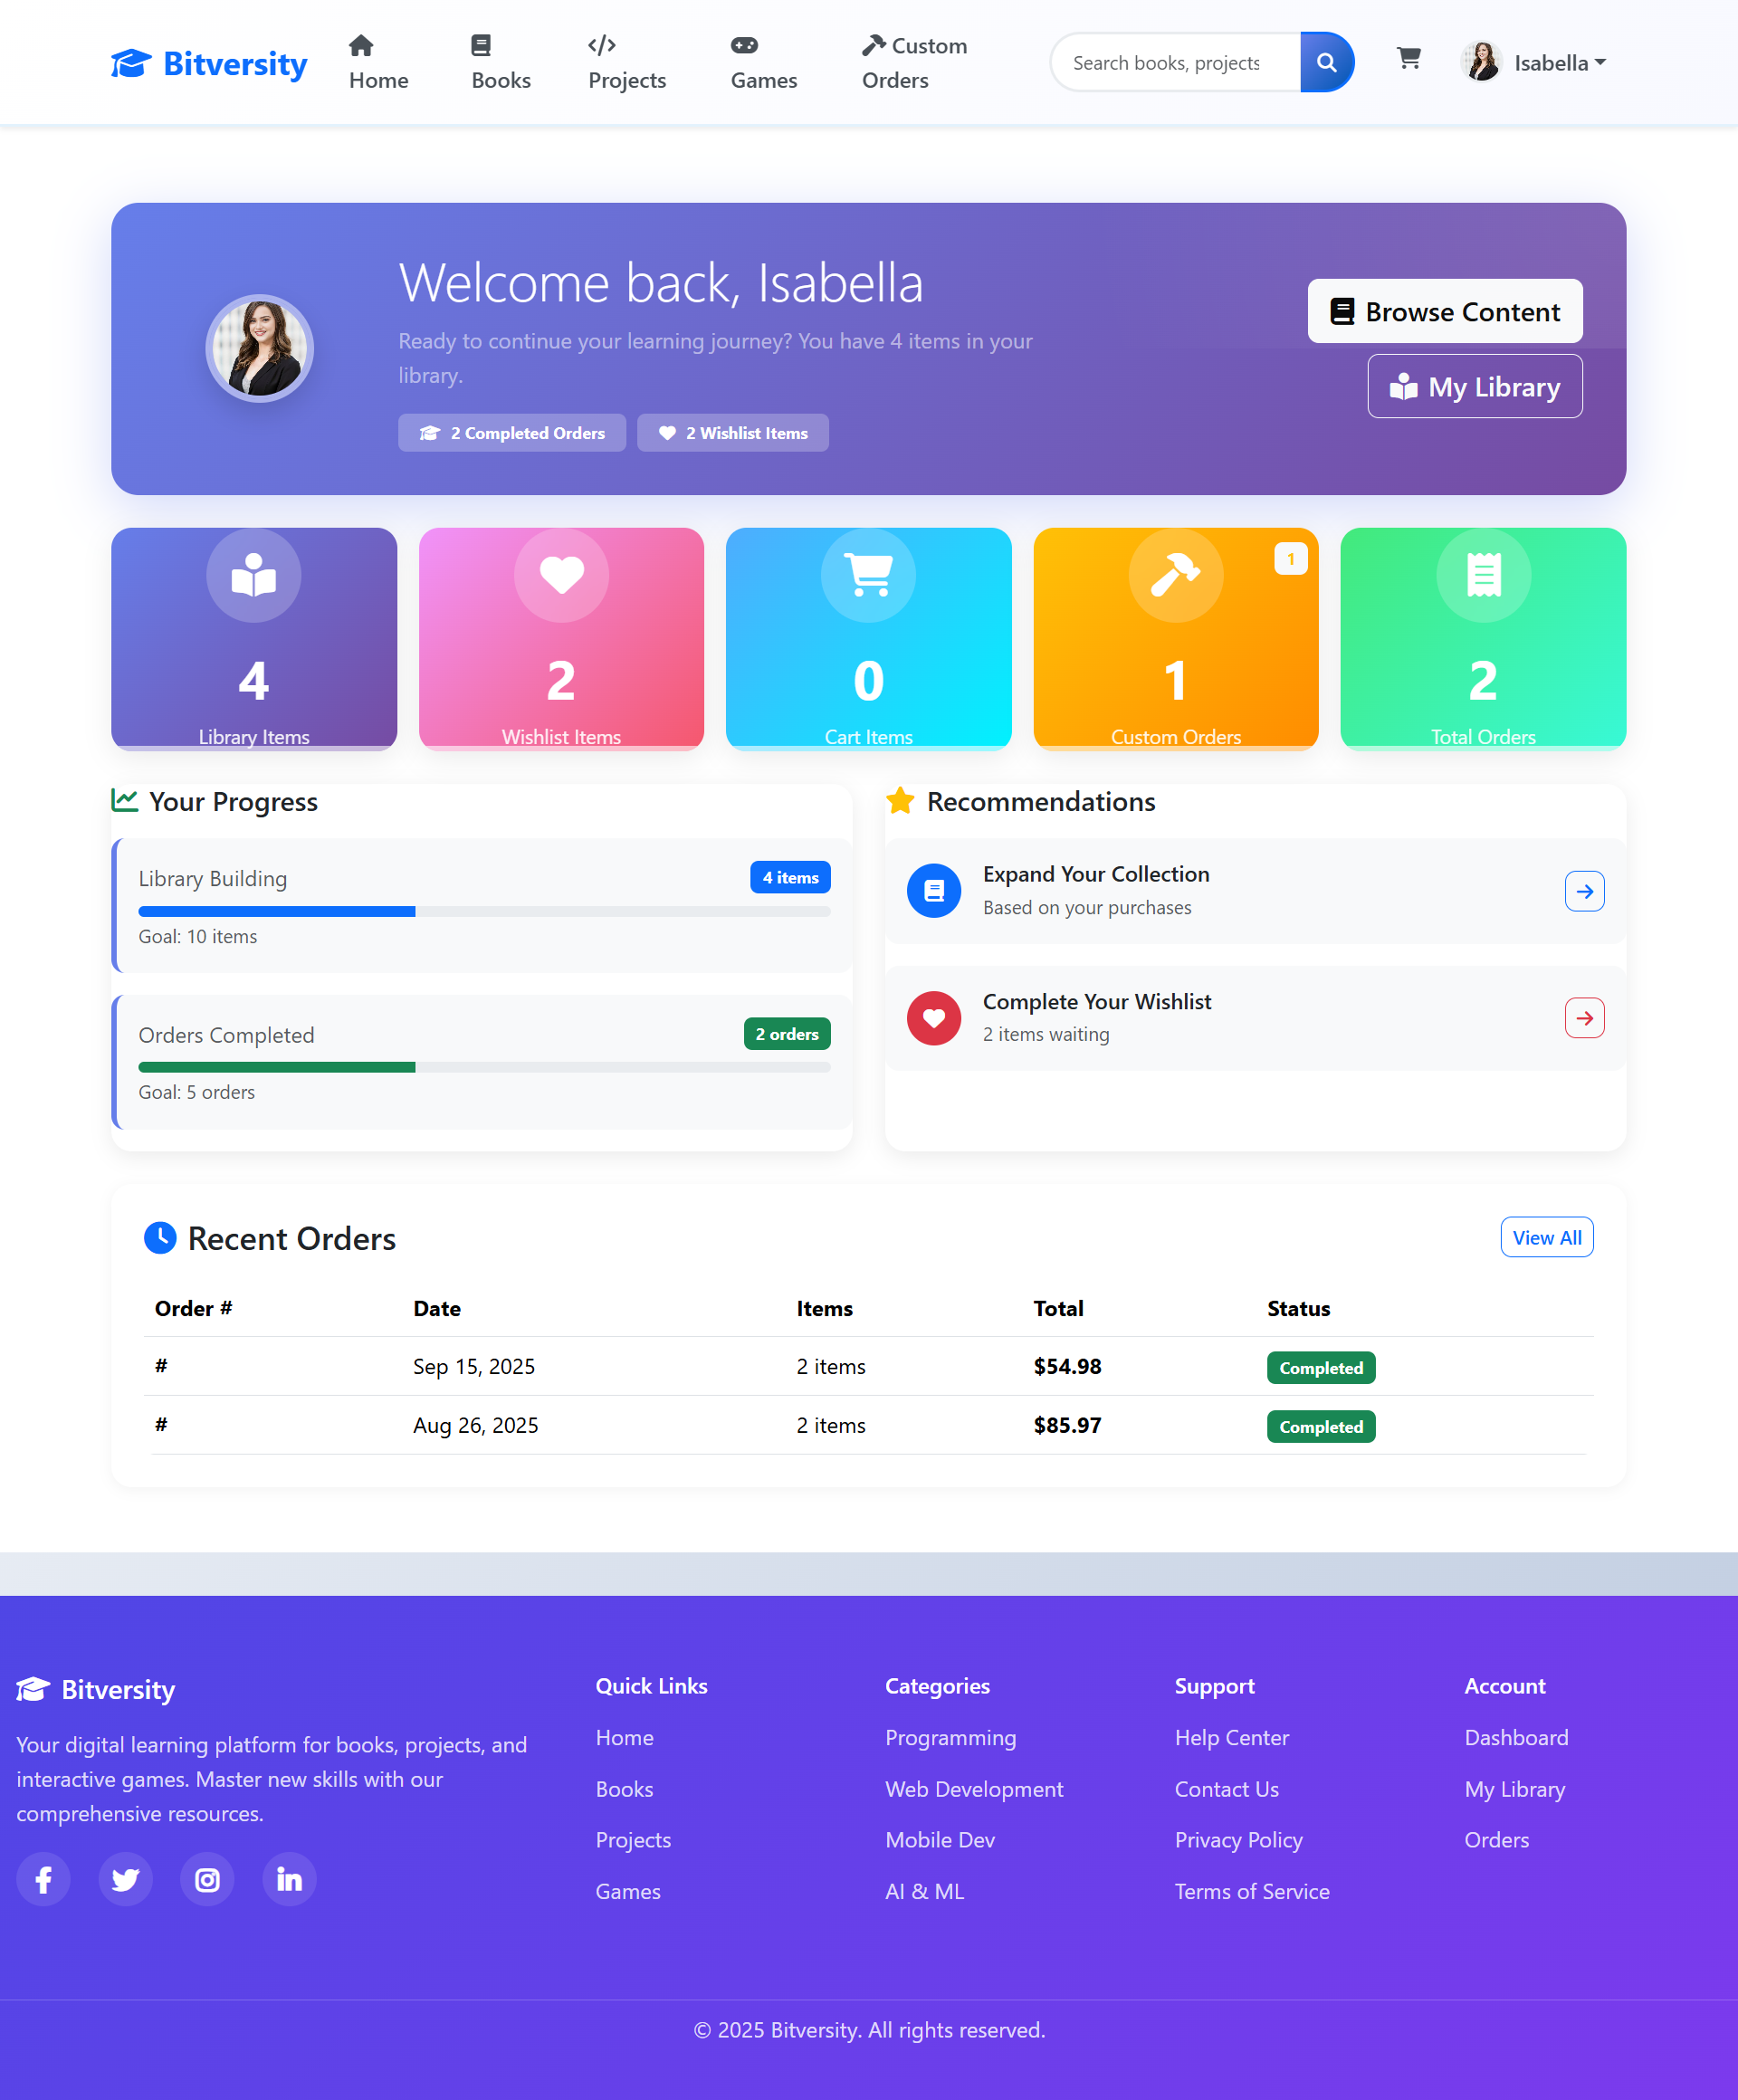 Bitversity
Home
Books
Projects
Games
Custom
Orders
Search books, projects
Isabella
Welcome back, Isabella
Ready to continue your learning journey? You have 4 items in your
library.
2 Completed Orders
2 Wishlist Items
Browse Content
My Library
4
Library Items
2
Wishlist Items
0
Cart Items
1
1
Custom Orders
2
Total Orders
Your Progress
Library Building
4 items
Goal: 10 items
Orders Completed
2 orders
Goal: 5 orders
Recommendations
Expand Your Collection
Based on your purchases
Complete Your Wishlist
2 items waiting
Recent Orders
View All
Order # Date Items Total Status
# Sep 15, 2025 2 items $54.98 Completed
# Aug 26, 2025 2 items $85.97 Completed
Bitversity
Your digital learning platform for books, projects, and
interactive games. Master new skills with our
comprehensive resources.
Quick Links
Home
Books
Projects
Games
Categories
Programming
Web Development
Mobile Dev
AI & ML
Support
Help Center
Contact Us
Privacy Policy
Terms of Service
Account
Dashboard
My Library
Orders
© 2025 Bitversity. All rights reserved.